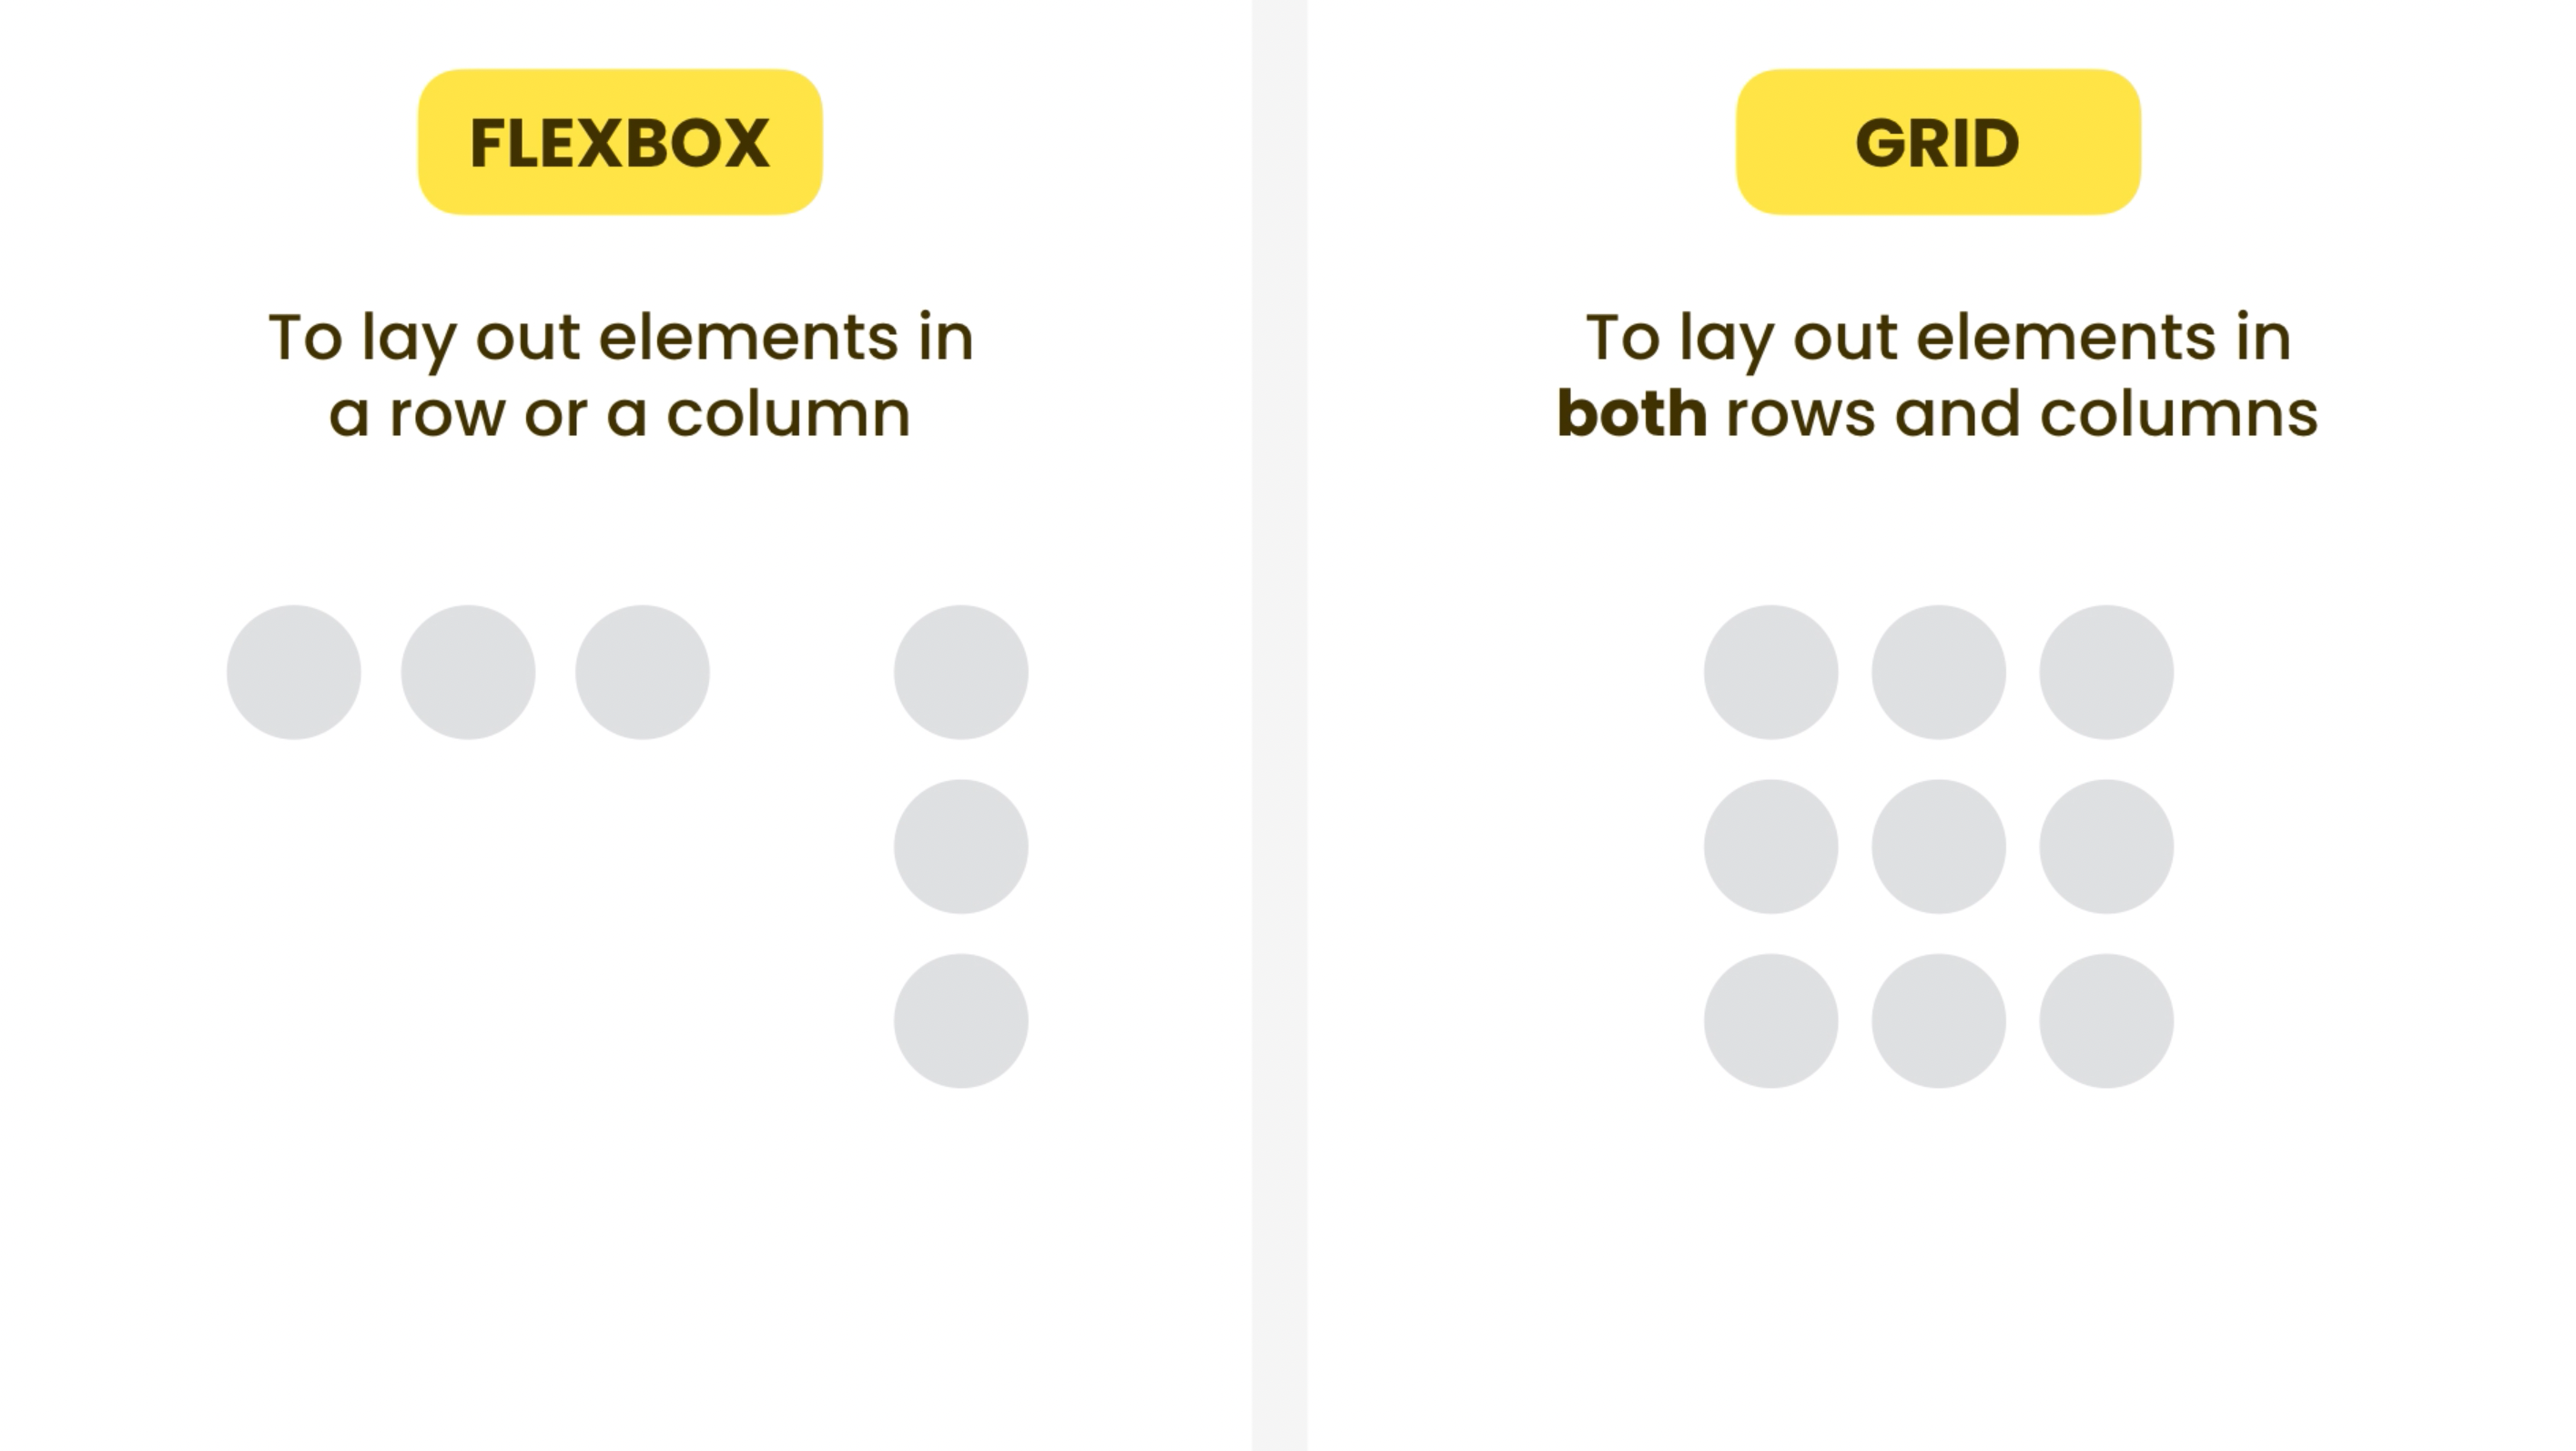 FLEXBOX
To lay out elements in
a row or a column
GRID
To lay out elements in
both rows and columns